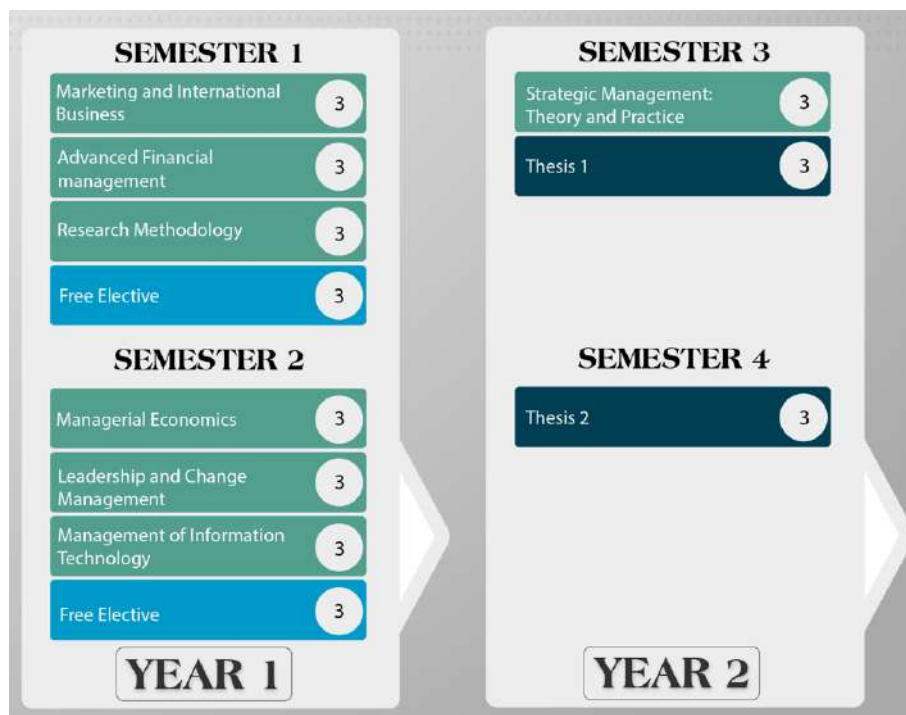 SEMESTER 1
Marketing and International
Business
3
Advanced Financial
management
3
Research Methodology
3
Free Elective
3
SEMESTER 2
Managerial Economics
3
Leadership and Change
Management
3
Management of Information
Technology
3
Free Elective
3
YEAR 1
SEMESTER 3
Strategic Management:
Theory and Practice
3
Thesis 1
3
SEMESTER 4
Thesis 2
3
YEAR 2